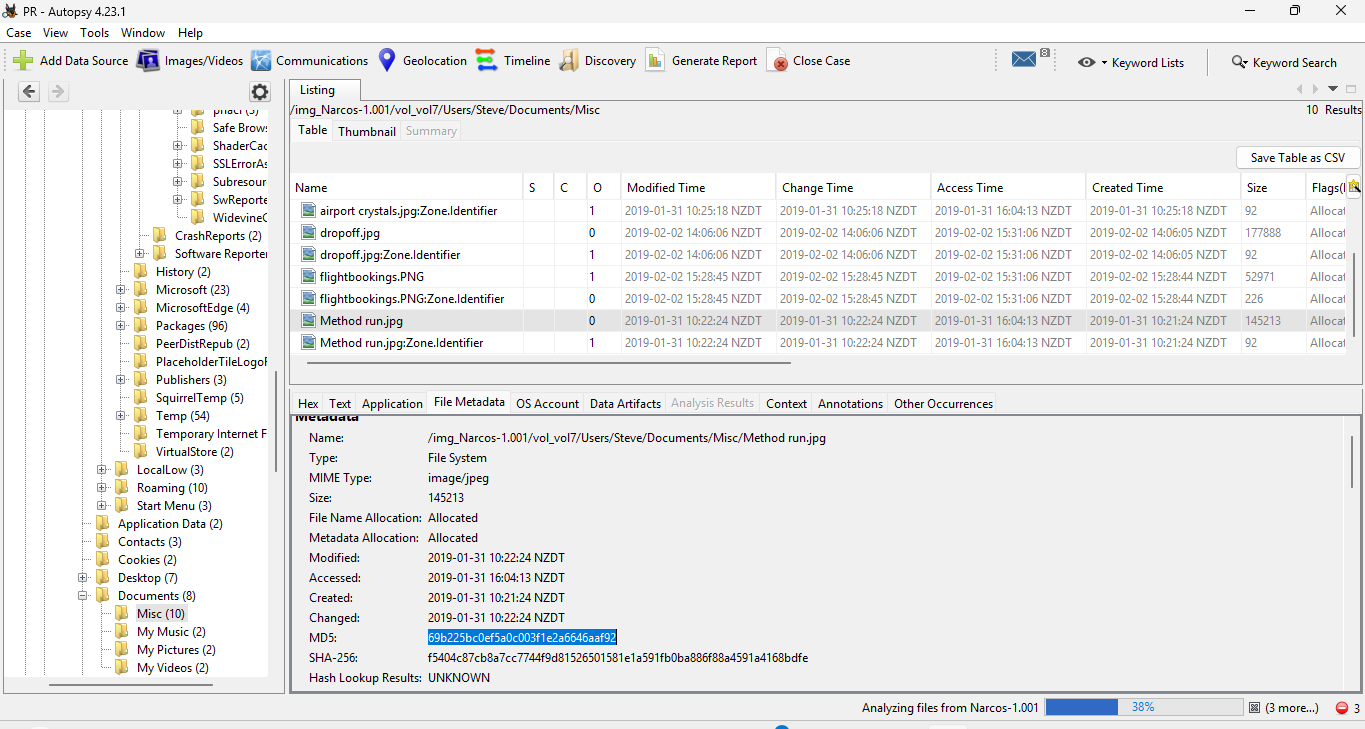 PR - Autopsy 4.23.1
Case View Tools Window Help
Add Data Source Images/Videos Communications Geolocation Timeline Discovery Generate Report Close Case Keyword Lists Keyword Search
Listing
/img_Narcos-1.001/vol_vol7/Users/Steve/Documents/Misc 10 Results
Table Thumbnail Summary
Save Table as CSV
Name S C O Modified Time Change Time Access Time Created Time Size Flags(
airport crystals.jpg:Zone.Identifier 1 2019-01-31 10:25:18 NZDT 2019-01-31 10:25:18 NZDT 2019-01-31 16:04:13 NZDT 2019-01-31 10:25:18 NZDT 92 Allocat
dropoff.jpg 0 2019-02-02 14:06:06 NZDT 2019-02-02 14:06:06 NZDT 2019-02-02 15:31:06 NZDT 2019-02-02 14:06:05 NZDT 177888 Allocat
dropoff.jpg:Zone.Identifier 1 2019-02-02 14:06:06 NZDT 2019-02-02 14:06:06 NZDT 2019-02-02 15:31:06 NZDT 2019-02-02 14:06:05 NZDT 92 Allocat
flightbookings.PNG 1 2019-02-02 15:28:45 NZDT 2019-02-02 15:28:45 NZDT 2019-02-02 15:31:06 NZDT 2019-02-02 15:28:44 NZDT 52971 Allocat
flightbookings.PNG:Zone.Identifier 0 2019-02-02 15:28:45 NZDT 2019-02-02 15:28:45 NZDT 2019-02-02 15:31:06 NZDT 2019-02-02 15:28:44 NZDT 226 Allocat
Method run.jpg 0 2019-01-31 10:22:24 NZDT 2019-01-31 10:22:24 NZDT 2019-01-31 16:04:13 NZDT 2019-01-31 10:21:24 NZDT 145213 Allocat
Method run.jpg:Zone.Identifier 1 2019-01-31 10:22:24 NZDT 2019-01-31 10:22:24 NZDT 2019-01-31 16:04:13 NZDT 2019-01-31 10:21:24 NZDT 92 Allocat
Safe Brows
ShaderCac
SSLErrorAs
Subresour
SwReporte
WidevineC
CrashReports (2)
Software Reporter
History (2)
Microsoft (23)
MicrosoftEdge (4)
Packages (96)
PeerDistRepub (2)
PlaceholderTileLogoF
Publishers (3)
SquirrelTemp (5)
Temp (54)
Temporary Internet F
VirtualStore (2)
LocalLow (3)
Roaming (10)
Start Menu (3)
Application Data (2)
Contacts (3)
Cookies (2)
Desktop (7)
Documents (8)
Misc (10)
My Music (2)
My Pictures (2)
My Videos (2)
Hex Text Application File Metadata OS Account Data Artifacts Analysis Results Context Annotations Other Occurrences
Metadata
Name: /img_Narcos-1.001/vol_vol7/Users/Steve/Documents/Misc/Method run.jpg
Type: File System
MIME Type: image/jpeg
Size: 145213
File Name Allocation: Allocated
Metadata Allocation: Allocated
Modified: 2019-01-31 10:22:24 NZDT
Accessed: 2019-01-31 16:04:13 NZDT
Created: 2019-01-31 10:21:24 NZDT
Changed: 2019-01-31 10:22:24 NZDT
MD5: 69b225bc0ef5a0c003f1e2a6646aaf92
SHA-256: f5404c87cb8a7cc7744f9d81526501581e1a591fb0ba886f88a4591a4168bdfe
Hash Lookup Results: UNKNOWN
Analyzing files from Narcos-1.001 38% (3 more...) 3